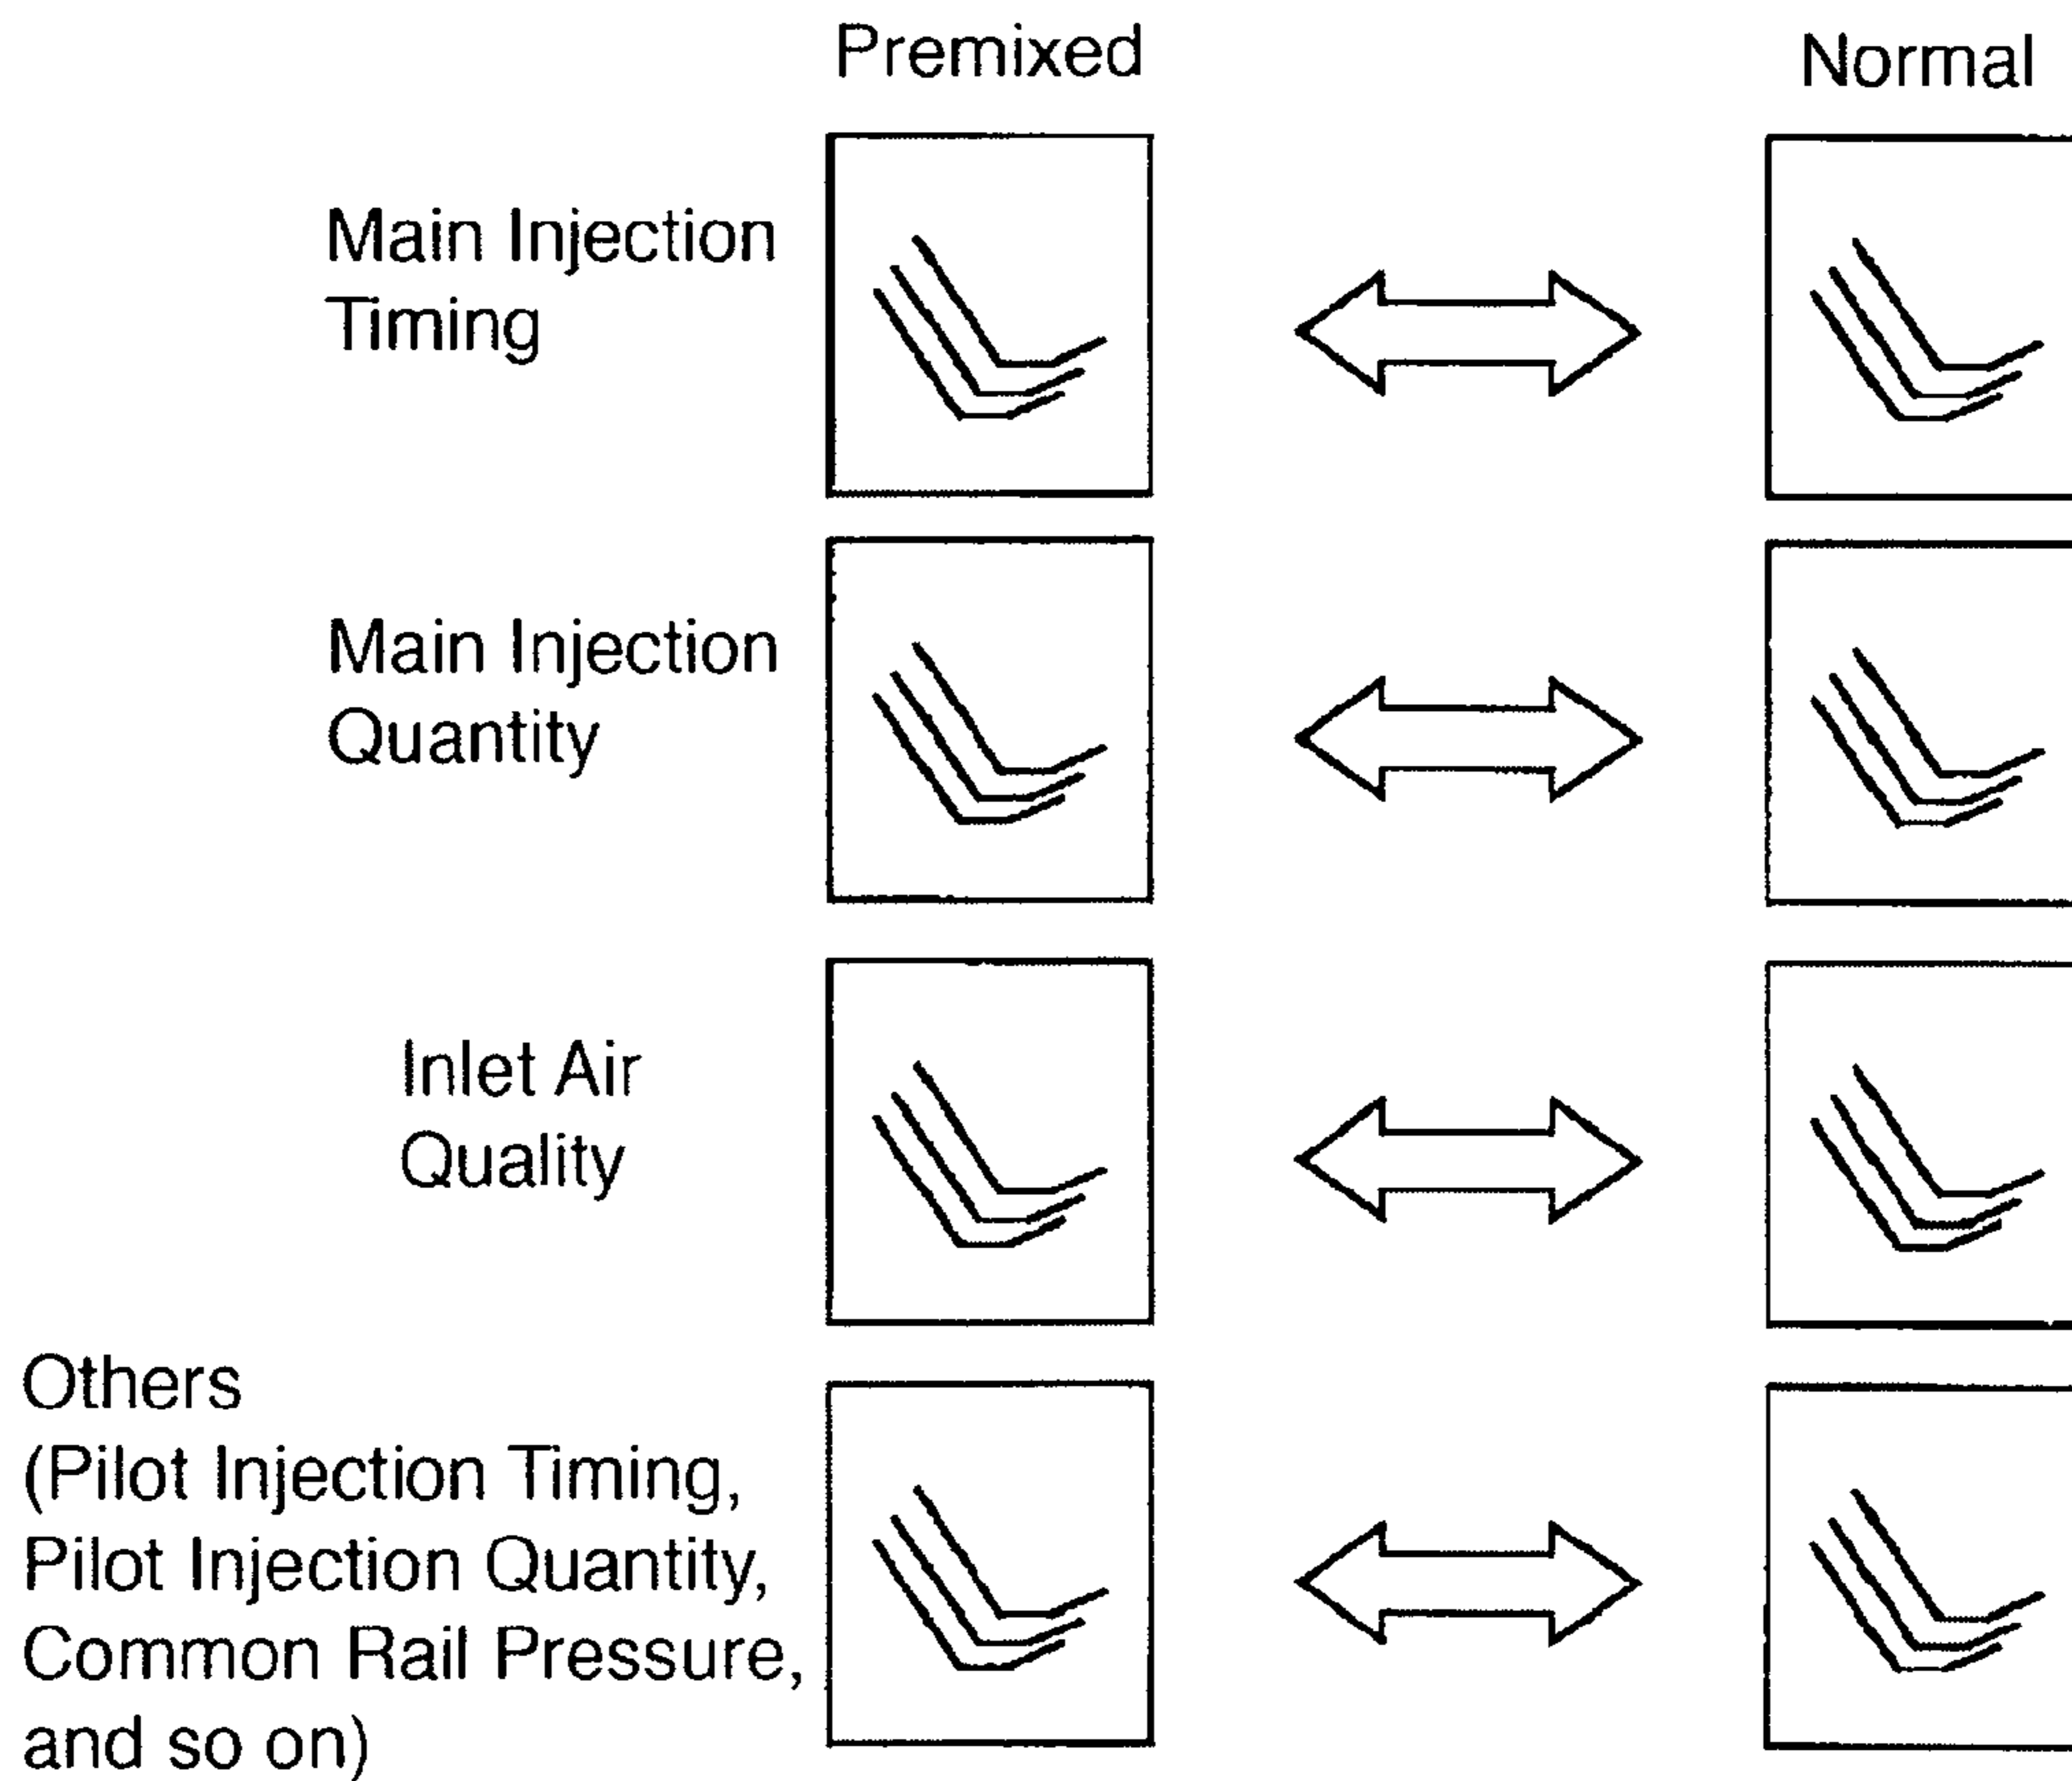 Premixed
Normal
Main Injection
Timing
Main Injection
Quantity
Inlet Air
Quality
Others
(Pilot Injection Timing,
Pilot Injection Quantity,
Common Rail Pressure,
and so on)